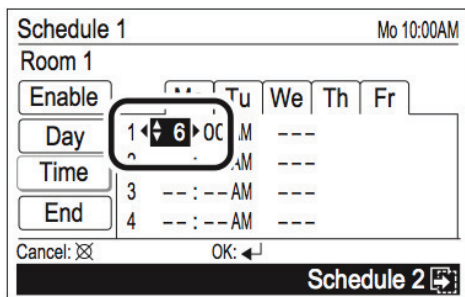 Schedule 1 Mo 10:00AM
Room 1
Enable Tu We Th Fr
Day 1 6 00 AM ---
Time AM ---
3 --:--AM ---
End 4 --:--AM ---
Cancel: OK:
Schedule 2